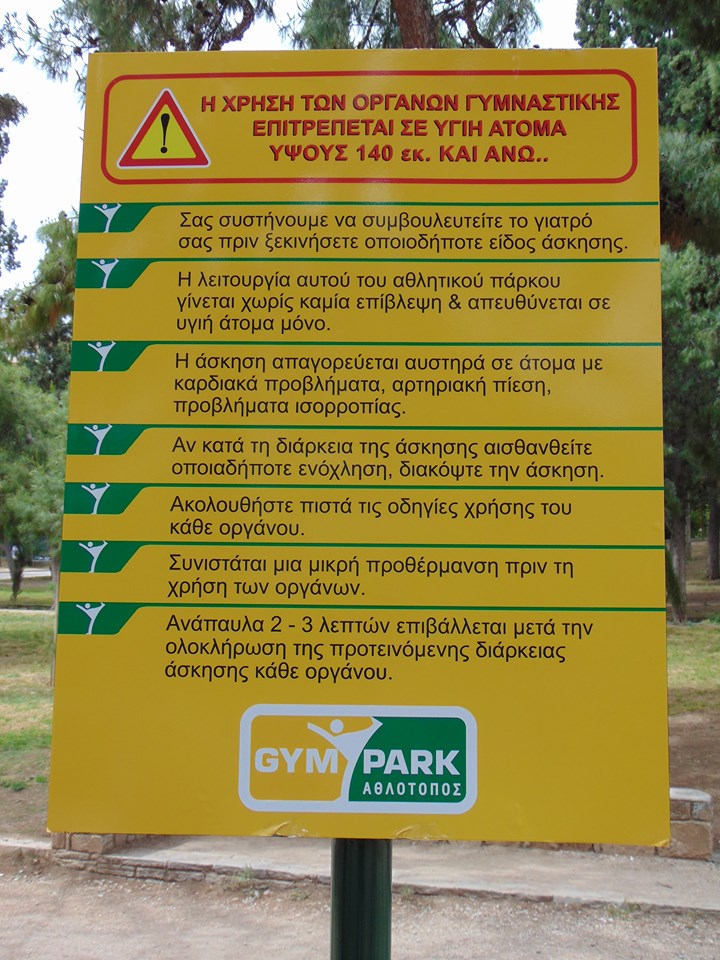 Η ΧΡΗΣΗ ΤΩΝ ΟΡΓΑΝΩΝ ΓΥΜΝΑΣΤΙΚΗΣ
ΕΠΙΤΡΕΠΕΤΑΙ ΣΕ ΥΓΙΗ ΑΤΟΜΑ
ΥΨΟΥΣ 140 εκ. ΚΑΙ ΑΝΩ..
Σας συστήνουμε να συμβουλευτείτε το γιατρό
σας πριν ξεκινήσετε οποιοδήποτε είδος άσκησης.
Η λειτουργία αυτού του αθλητικού πάρκου
γίνεται χωρίς καμία επίβλεψη & απευθύνεται σε
υγιή άτομα μόνο.
Η άσκηση απαγορεύεται αυστηρά σε άτομα με
καρδιακά προβλήματα, αρτηριακή πίεση,
προβλήματα ισορροπίας.
Αν κατά τη διάρκεια της άσκησης αισθανθείτε
οποιαδήποτε ενόχληση, διακόψτε την άσκηση.
Ακολουθήστε πιστά τις οδηγίες χρήσης του
κάθε οργάνου.
Συνιστάται μια μικρή προθέρμανση πριν τη
χρήση των οργάνων.
Ανάπαυλα 2 - 3 λεπτών επιβάλλεται μετά την
ολοκλήρωση της προτεινόμενης διάρκειας
άσκησης κάθε οργάνου.
GYM PARK
ΑΘΛΟΤΟΠΟΣ